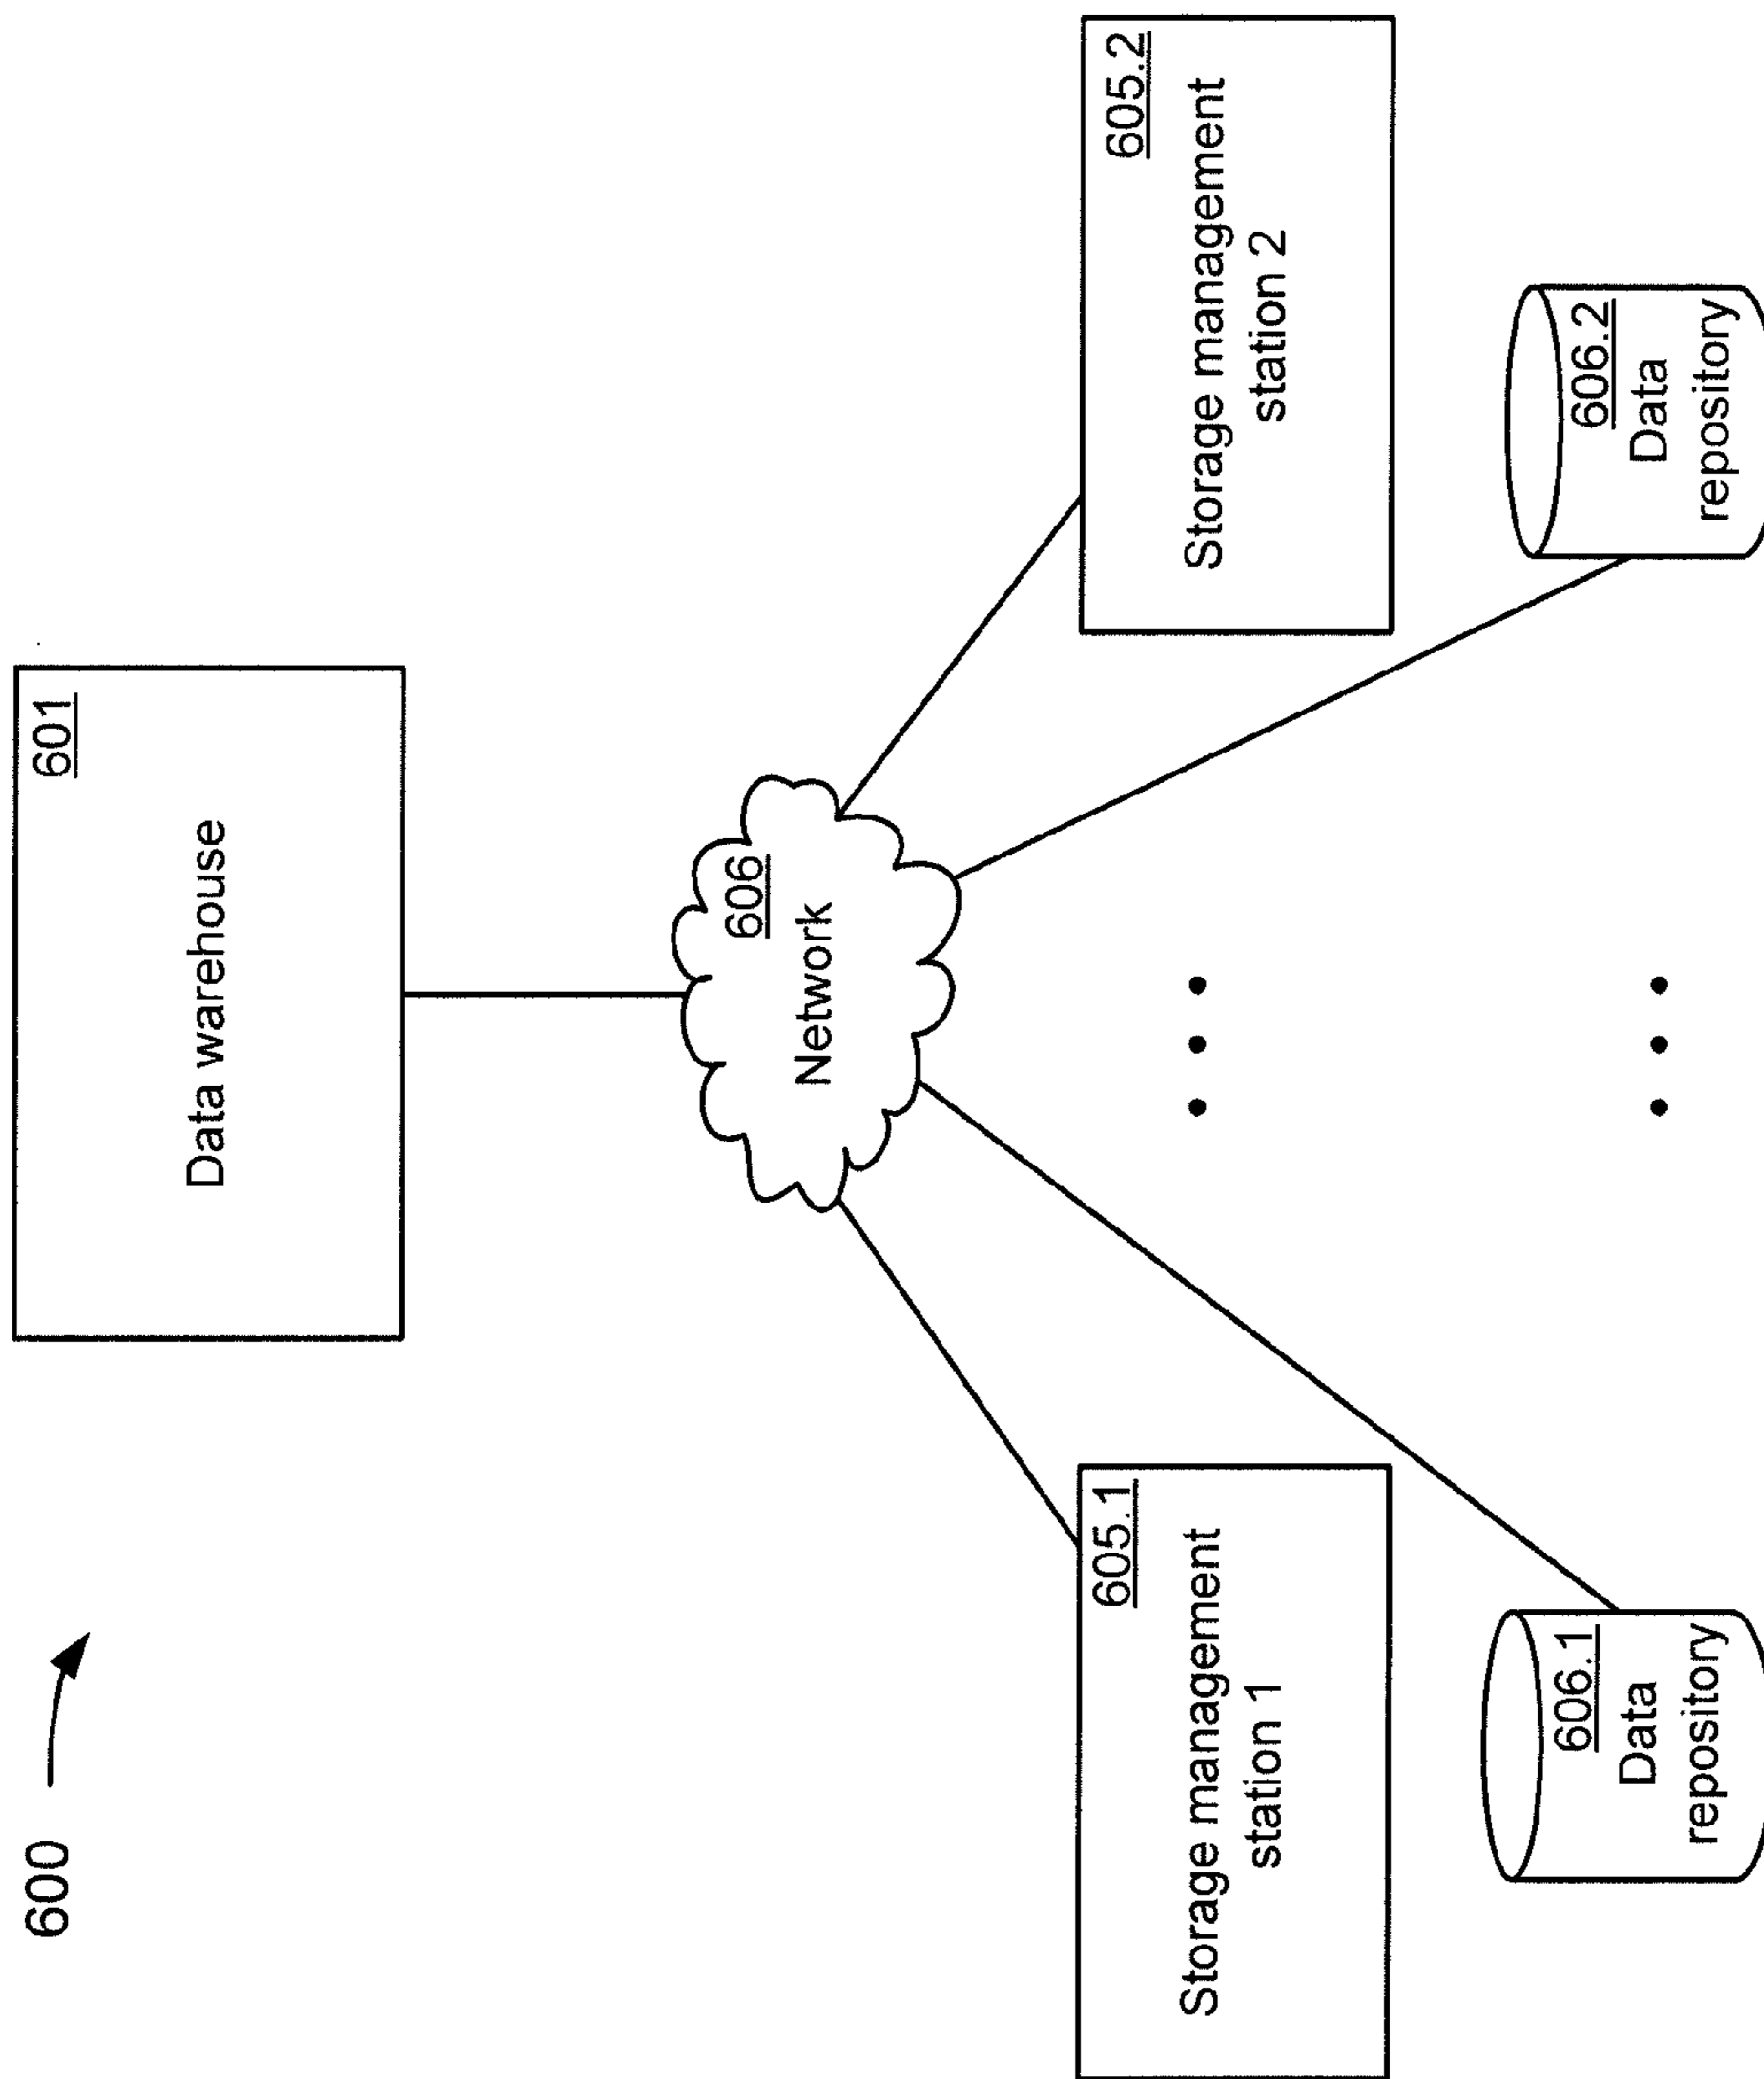 600
601
Data warehouse
606
Network
605.1
Storage management
station 1
605.2
Storage management
station 2
606.1
Data
repository
606.2
Data
repository